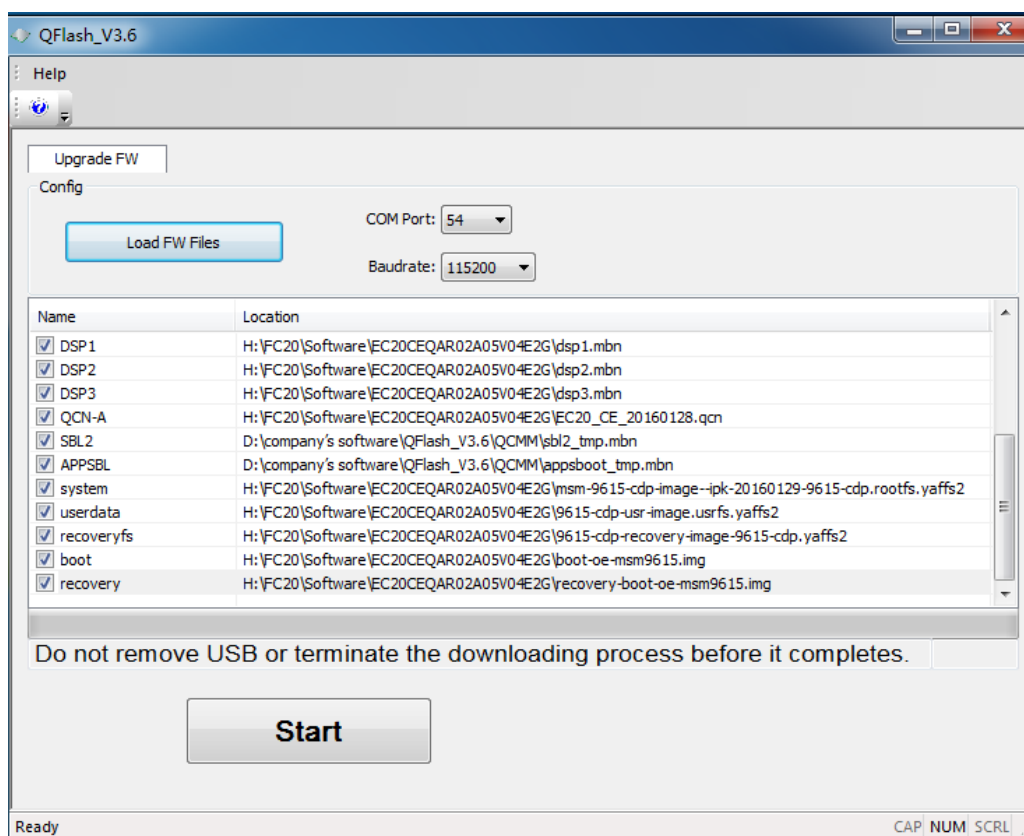 QFlash_V3.6
Help
Upgrade FW
Config
Load FW Files
COM Port: 54
Baudrate: 115200
Name Location
DSP1 H:\FC20\Software\EC20CEQAR02A05V04E2G\dsp1.mbn
DSP2 H:\FC20\Software\EC20CEQAR02A05V04E2G\dsp2.mbn
DSP3 H:\FC20\Software\EC20CEQAR02A05V04E2G\dsp3.mbn
QCN-A H:\FC20\Software\EC20CEQAR02A05V04E2G\EC20_CE_20160128.qcn
SBL2 D:\company's software\QFlash_V3.6\QCMM\sbl2_tmp.mbn
APPSBL D:\company's software\QFlash_V3.6\QCMM\appsboot_tmp.mbn
system H:\FC20\Software\EC20CEQAR02A05V04E2G\msm-9615-cdp-image--ipk-20160129-9615-cdp.rootfs.yaffs2
userdata H:\FC20\Software\EC20CEQAR02A05V04E2G\9615-cdp-usr-image.usrfs.yaffs2
recoveryfs H:\FC20\Software\EC20CEQAR02A05V04E2G\9615-cdp-recovery-image-9615-cdp.yaffs2
boot H:\FC20\Software\EC20CEQAR02A05V04E2G\boot-oe-msm9615.img
recovery H:\FC20\Software\EC20CEQAR02A05V04E2G\recovery-boot-oe-msm9615.img
Do not remove USB or terminate the downloading process before it completes.
Start
Ready CAP NUM SCRL